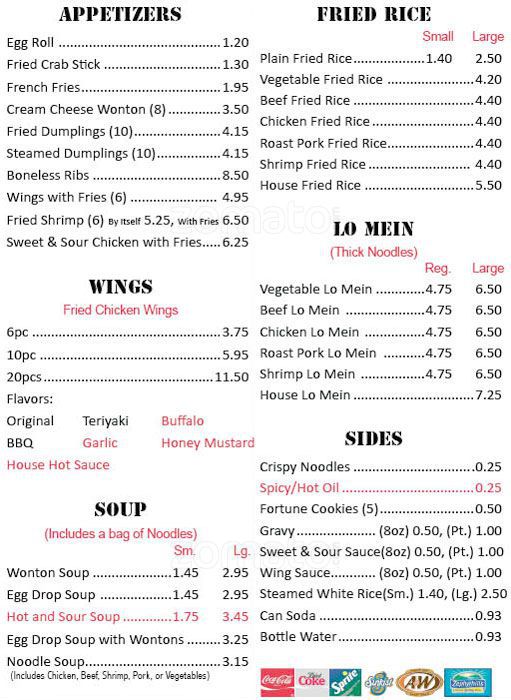 APPETIZERS
Egg Roll ........................................1.20
Fried Crab Stick ............................1.30
French Fries...................................1.95
Cream Cheese Wonton (8).............3.50
Fried Dumplings (10)......................4.15
Steamed Dumplings (10)................4.15
Boneless Ribs ................................8.50
Wings with Fries (6) ..................... 4.95
Fried Shrimp (6) By Itself 5.25, With Fries 6.50
Sweet & Sour Chicken with Fries..... 6.25
WINGS
Fried Chicken Wings
6pc ...............................................3.75
10pc .............................................5.95
20pcs..........................................11.50
Flavors:
Original Teriyaki Buffalo
BBQ Garlic Honey Mustard
House Hot Sauce
SOUP
(Includes a bag of Noodles)
Sm. Lg.
Wonton Soup ...................1.45 2.95
Egg Drop Soup .................1.45 2.95
Hot and Sour Soup ............1.75 3.45
Egg Drop Soup with Wontons ........3.25
Noodle Soup..................................3.15
(Includes Chicken, Beef, Shrimp, Pork, or Vegetables)
FRIED RICE
Small Large
Plain Fried Rice..................1.40 2.50
Vegetable Fried Rice ......................4.20
Beef Fried Rice ..............................4.40
Chicken Fried Rice .........................4.40
Roast Pork Fried Rice.....................4.40
Shrimp Fried Rice .......................... 4.40
House Fried Rice ...........................5.50
LO MEIN
(Thick Noodles)
Reg. Large
Vegetable Lo Mein ............4.75 6.50
Beef Lo Mein ....................4.75 6.50
Chicken Lo Mein ...............4.75 6.50
Roast Pork Lo Mein ..........4.75 6.50
Shrimp Lo Mein ................4.75 6.50
House Lo Mein ..............................7.25
SIDES
Crispy Noodles ..............................0.25
Spicy/Hot Oil .................................0.25
Fortune Cookies (5)........................0.50
Gravy.................... (8oz) 0.50, (Pt.) 1.00
Sweet & Sour Sauce(8oz) 0.50, (Pt.) 1.00
Wing Sauce........... (8oz) 0.50, (Pt.) 1.00
Steamed White Rice(Sm.) 1.40, (Lg.) 2.50
Can Soda ......................................0.93
Bottle Water...................................0.93
Coca-Cola Diet Coke Sprite Sunkist A&W Zephyrhills
zomato
zomato